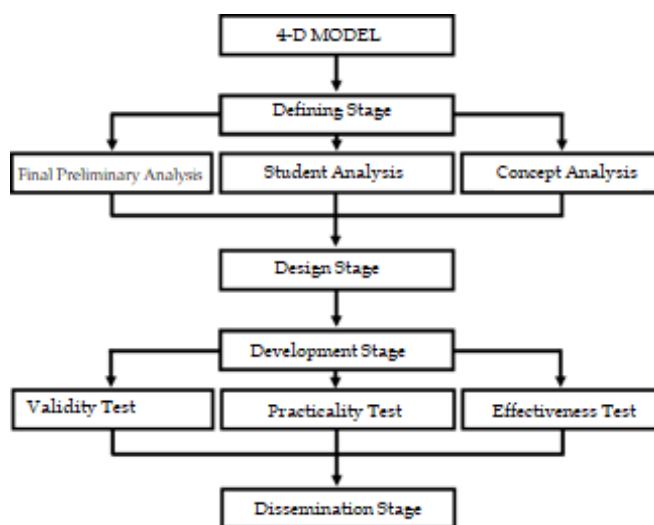 4-D MODEL
Defining Stage
Final Preliminary Analysis
Student Analysis
Concept Analysis
Design Stage
Development Stage
Validity Test
Practicality Test
Effectiveness Test
Dissemination Stage